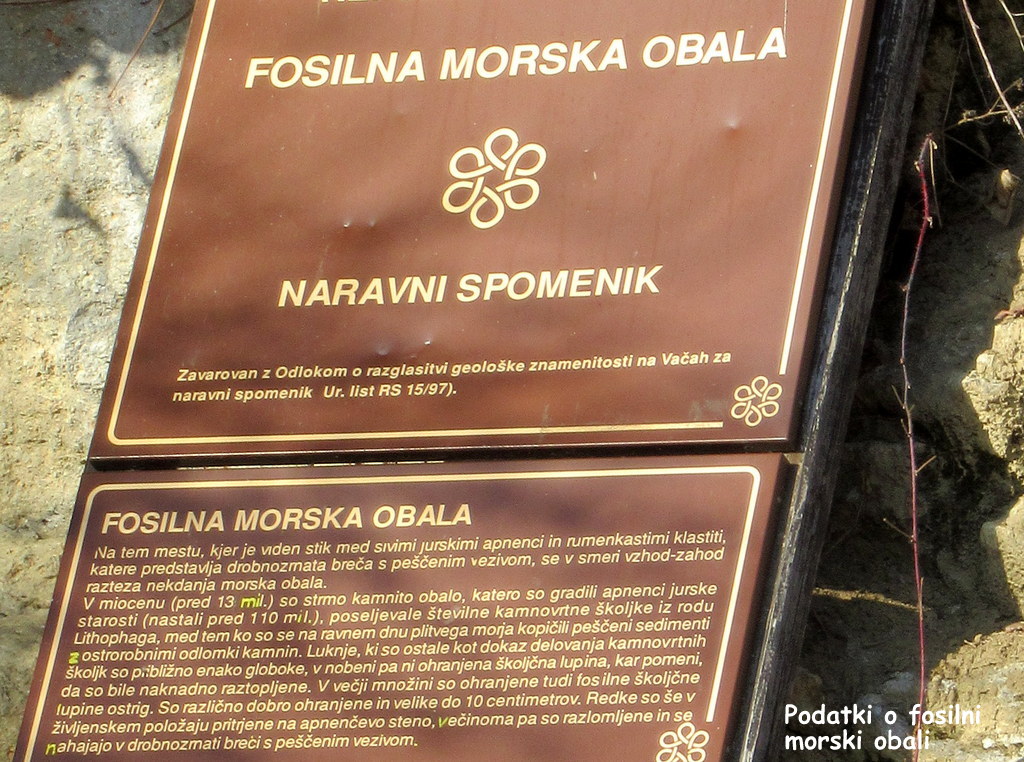 FOSILNA MORSKA OBALA
NARAVNI SPOMENIK
Zavarovan z Odlokom o razglasitvi geološke znamenitosti na Vačah za
naravni spomenik Ur. list RS 15/97).
FOSILNA MORSKA OBALA
Na tem mestu, kjer je viden stik med sivimi jurskimi apnenci in rumenkastimi klastiti,
katere predstavlja drobnozrnata breča s peščenim vezivom, se v smeri vzhod-zahod
razteza nekdanja morska obala.
V miocenu (pred 13 mil.) so strmo kamnito obalo, katero so gradili apnenci jurske
starosti (nastali pred 110 mil.), poseljevale številne kamnovrtne školjke iz rodu
Lithophaga, med tem ko so se na ravnem dnu plitvega morja kopičili peščeni sedimenti
z ostrorobnimi odlomki kamnin. Luknje, ki so ostale kot dokaz delovanja kamnovrtnih
školjk so približno enako globoke, v nobeni pa ni ohranjena školjčna lupina, kar pomeni,
da so bile naknadno raztopljene. V večji množini so ohranjene tudi fosilne školjčne
lupine ostrig. So različno dobro ohranjene in velike do 10 centimetrov. Redke so še v
življenskem položaju pritrjene na apnenčevo steno, večinoma pa so razlomljene in se
nahajajo v drobnozrnati breči s peščenim vezivom.
Podatki o fosilni
morski obali